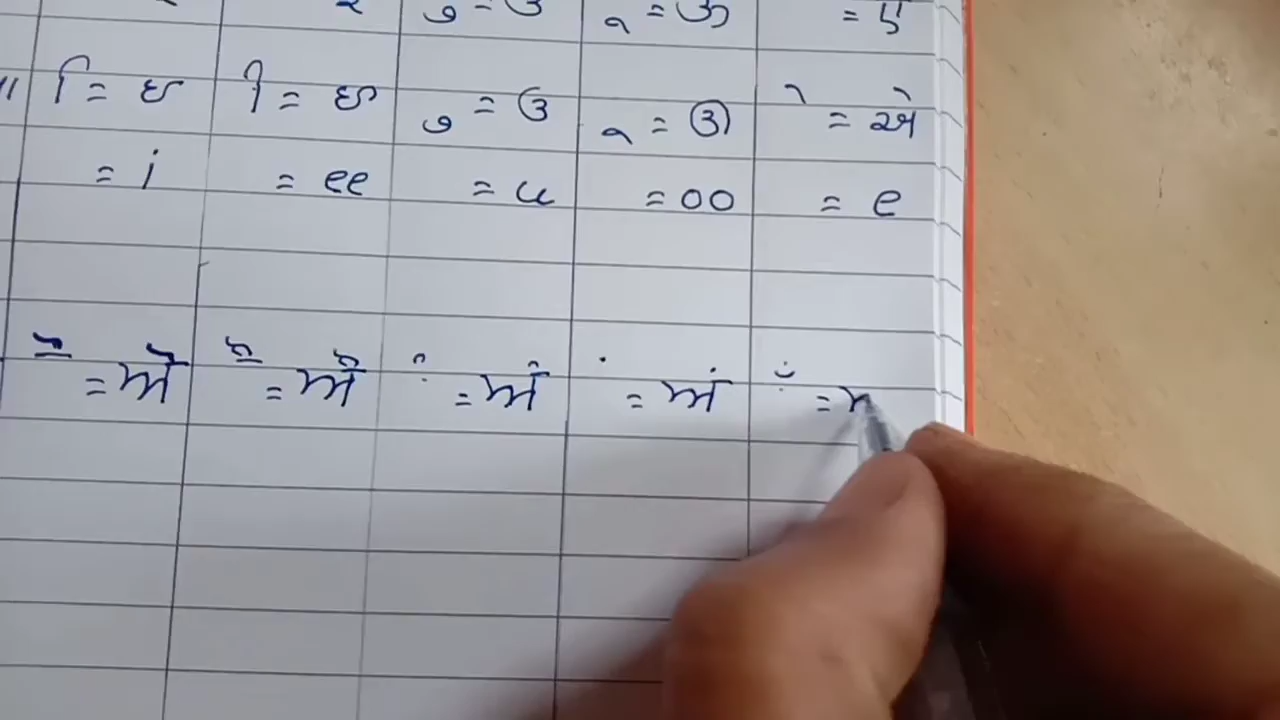 ु = उ ू = ऊ = ए
" િ = ઇ ી = ઈ ુ = ઉ ૂ = ઊ ે = એ
= i = ee = u = oo = e
ੋ = ਅੋ ੌ = ਅੌ ੰ = ਅੰ ਂ = ਅਂ ਁ =